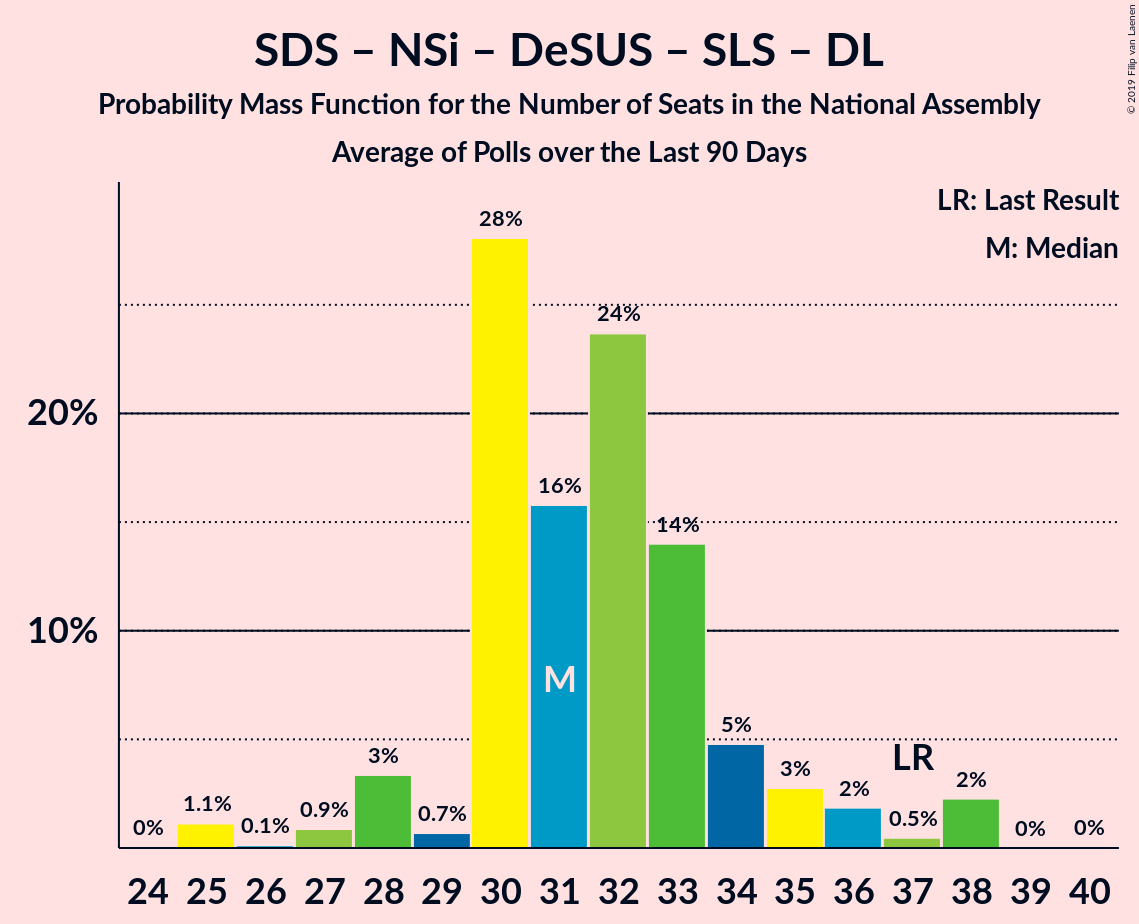 SDS – NSi – DeSUS – SLS – DL
Probability Mass Function for the Number of Seats in the National Assembly
Average of Polls over the Last 90 Days
© 2019 Filip van Laenen
LR: Last Result
M: Median
28%
24%
20%
16%
14%
10%
M
5%
LR
3%
3%
2%
2%
1.1%
0.9%
0.7%
0.5%
0%
0.1%
0%
0%
24 25 26 27 28 29 30 31 32 33 34 35 36 37 38 39 40